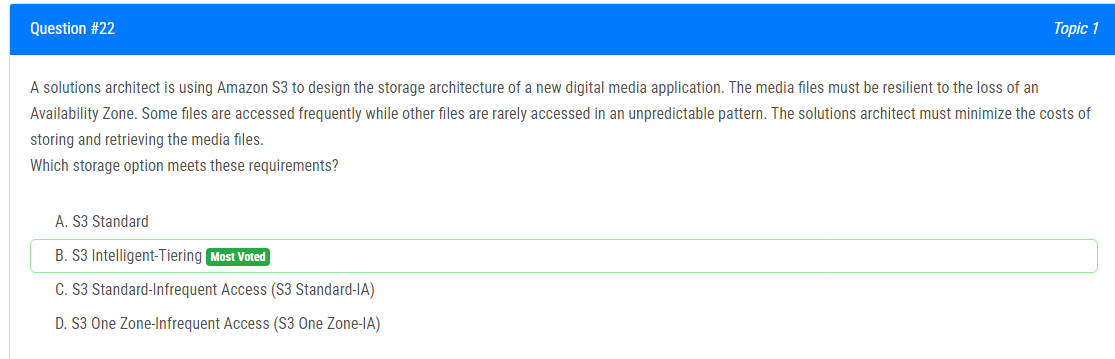 Question #22
Topic 1
A solutions architect is using Amazon S3 to design the storage architecture of a new digital media application. The media files must be resilient to the loss of an
Availability Zone. Some files are accessed frequently while other files are rarely accessed in an unpredictable pattern. The solutions architect must minimize the costs of
storing and retrieving the media files.
Which storage option meets these requirements?
A. S3 Standard
B. S3 Intelligent-Tiering Most Voted
C. S3 Standard-Infrequent Access (S3 Standard-IA)
D. S3 One Zone-Infrequent Access (S3 One Zone-IA)